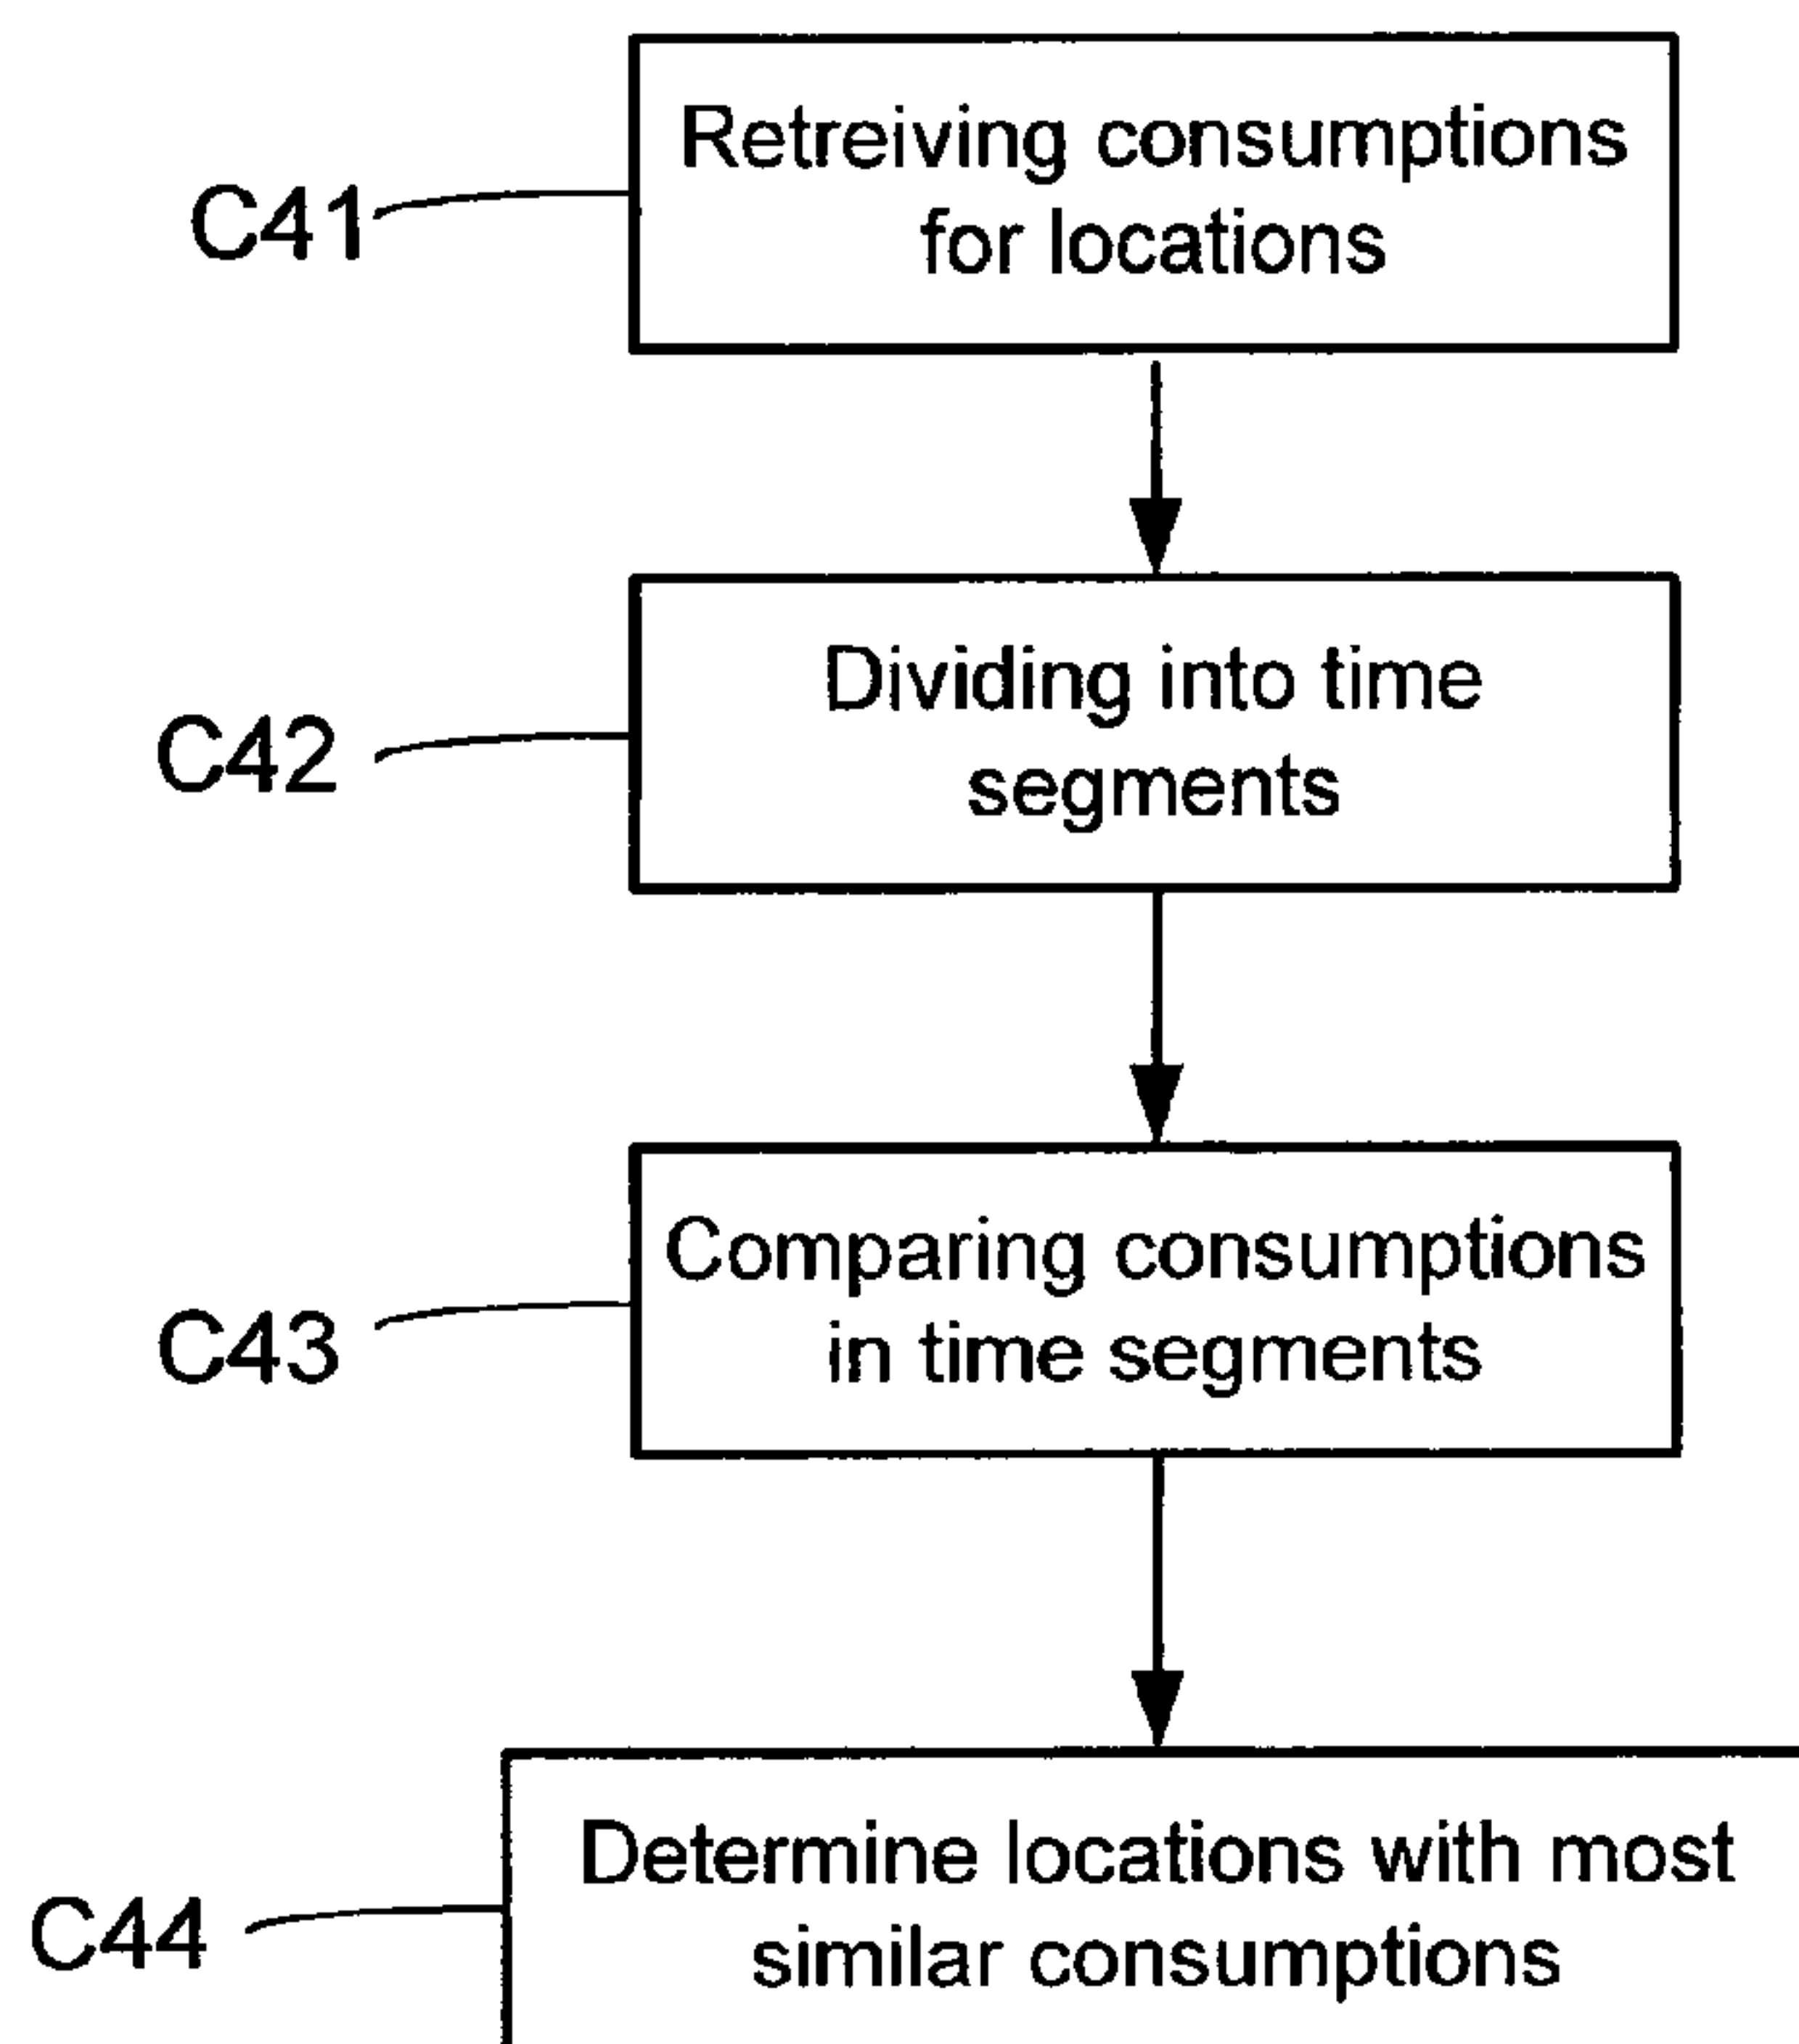 Retreiving consumptions
for locations
C41
Dividing into time
segments
C42
Comparing consumptions
in time segments
C43
Determine locations with most
similar consumptions
C44